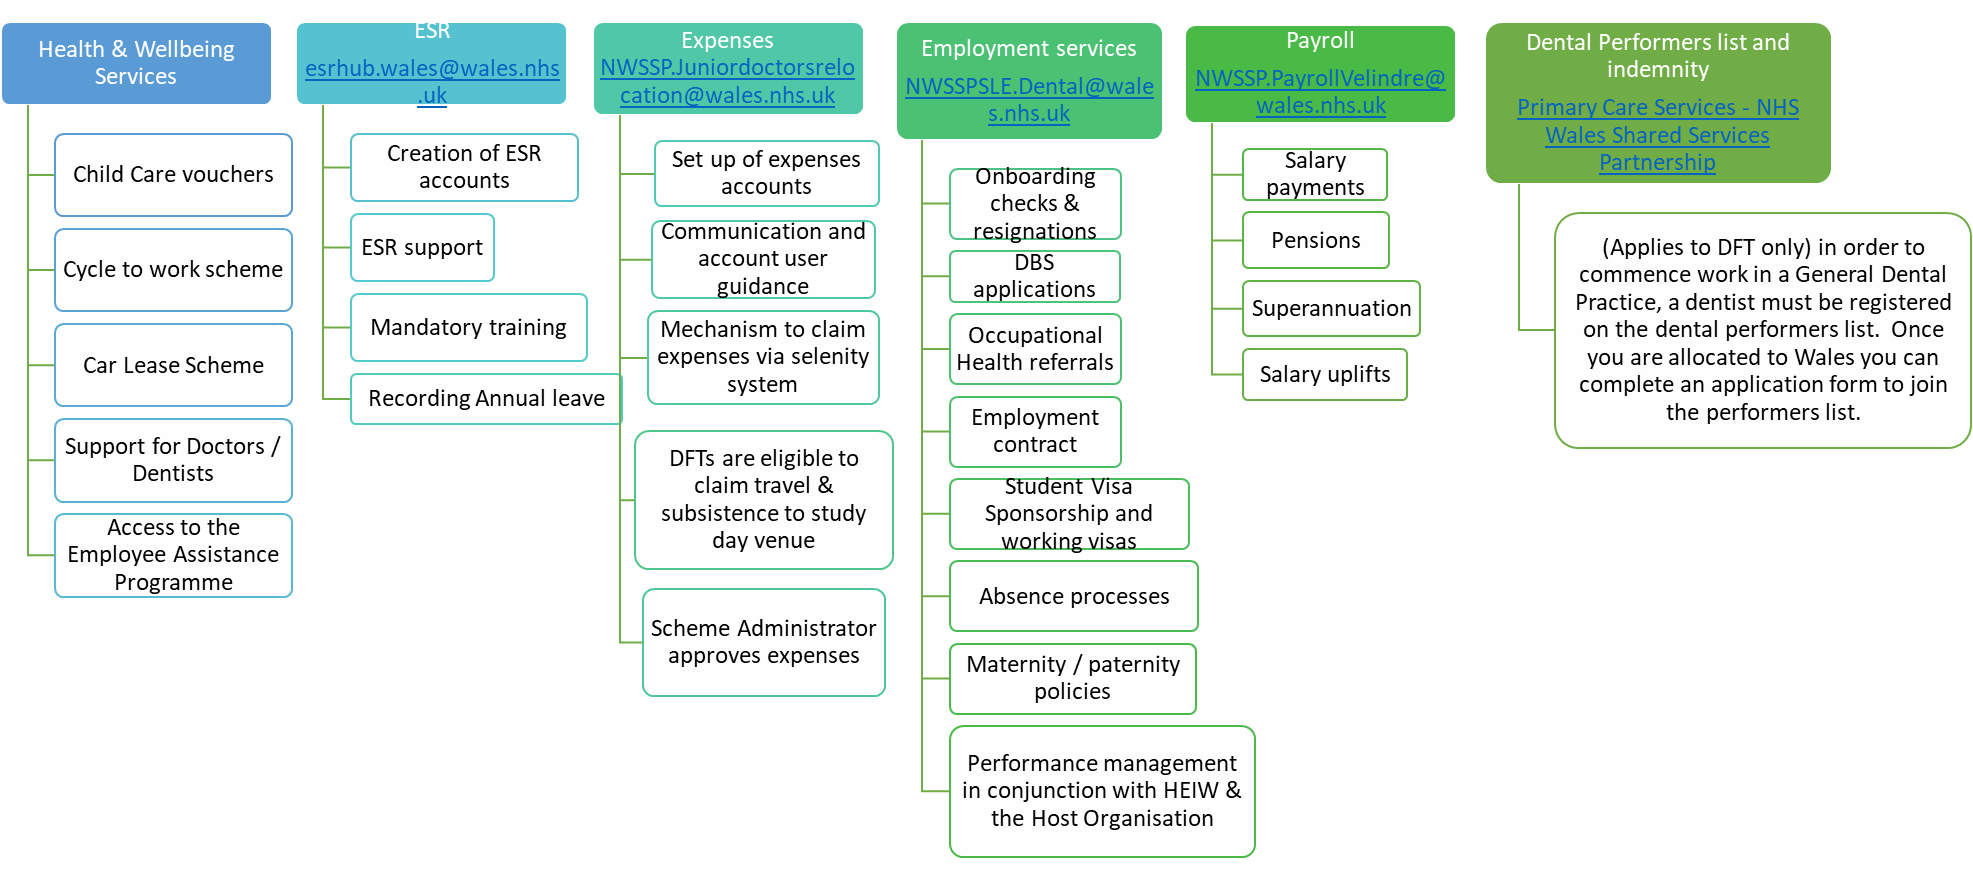 Health & Wellbeing
Services
Child Care vouchers
Cycle to work scheme
Car Lease Scheme
Support for Doctors /
Dentists
Access to the
Employee Assistance
Programme
ESR
esrhub.wales@wales.nhs
.uk
Creation of ESR
accounts
ESR support
Mandatory training
Recording Annual leave
Expenses
NWSSP.Juniordoctorsrelo
cation@wales.nhs.uk
Set up of expenses
accounts
Communication and
account user
guidance
Mechanism to claim
expenses via selenity
system
DFTs are eligible to
claim travel &
subsistence to study
day venue
Scheme Administrator
approves expenses
Employment services
NWSSPSLE.Dental@wale
s.nhs.uk
Onboarding
checks &
resignations
DBS
applications
Occupational
Health referrals
Employment
contract
Student Visa
Sponsorship and
working visas
Absence processes
Maternity / paternity
policies
Performance management
in conjunction with HEIW &
the Host Organisation
Payroll
NWSSP.PayrollVelindre@
wales.nhs.uk
Salary
payments
Pensions
Superannuation
Salary uplifts
Dental Performers list and
indemnity
Primary Care Services - NHS
Wales Shared Services
Partnership
(Applies to DFT only) in order to
commence work in a General Dental
Practice, a dentist must be registered
on the dental performers list.  Once
you are allocated to Wales you can
complete an application form to join
the performers list.